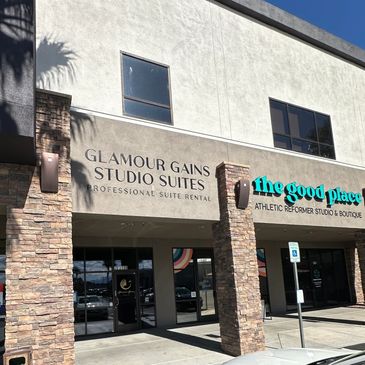 GLAMOUR GAINS
STUDIO SUITES
PROFESSIONAL SUITE RENTAL
the good place
ATHLETIC REFORMER STUDIO & BOUTIQUE